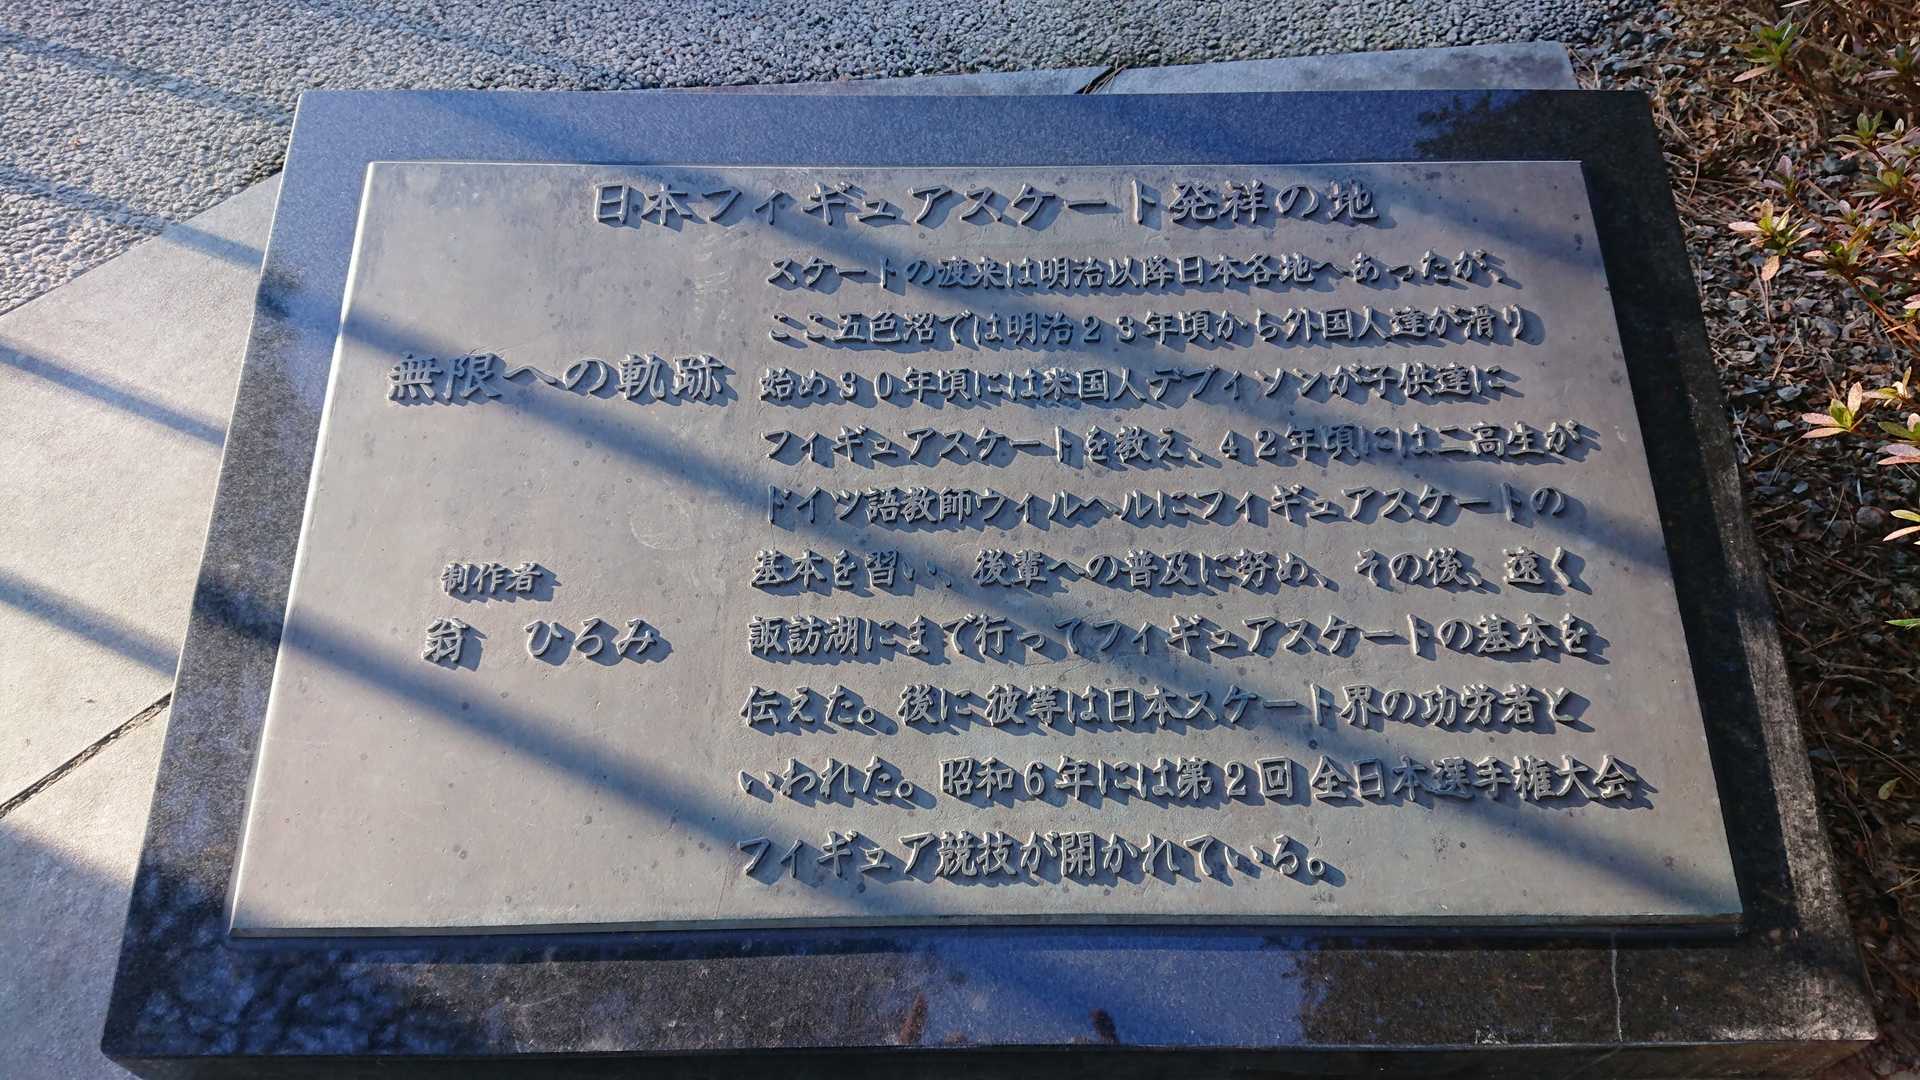 日本フィギュアスケート発祥の地
無限への軌跡
制作者
翁 ひろみ
スケートの渡来は明治以降日本各地へあったが、
ここ五色沼では明治23年頃から外国人達が滑り
始め30年頃には米国人デブィソンが子供達に
フィギュアスケートを教え、42年頃には二高生が
ドイツ語教師ウィルヘルにフィギュアスケートの
基本を習い、後輩への普及に努め、その後、遠く
諏訪湖にまで行ってフィギュアスケートの基本を
伝えた。後に彼等は日本スケート界の功労者と
いわれた。昭和6年には第2回全日本選手権大会
フィギュア競技が開かれている。